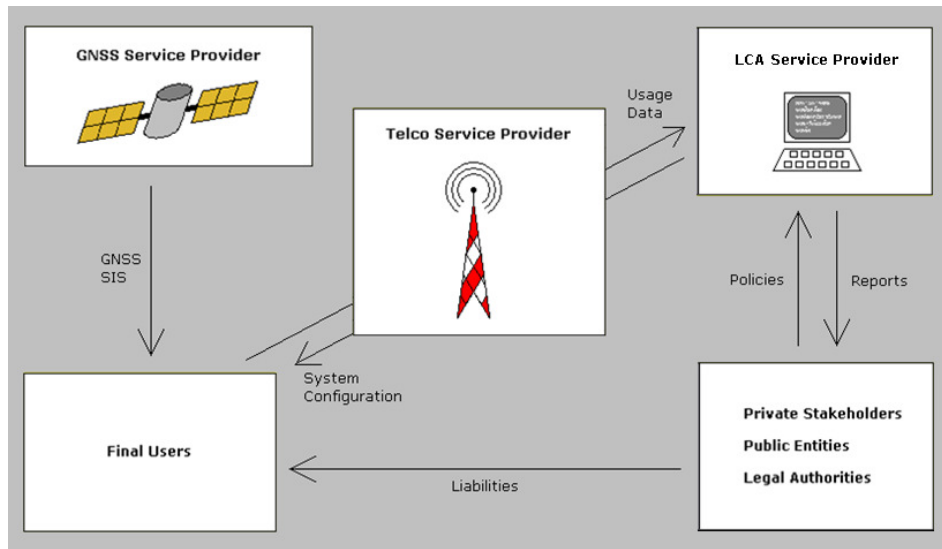 GNSS Service Provider
LCA Service Provider
Usage
Data
Telco Service Provider
GNSS
SIS
Policies
Reports
System
Configuration
Final Users
Private Stakeholders
Public Entities
Legal Authorities
Liabilities